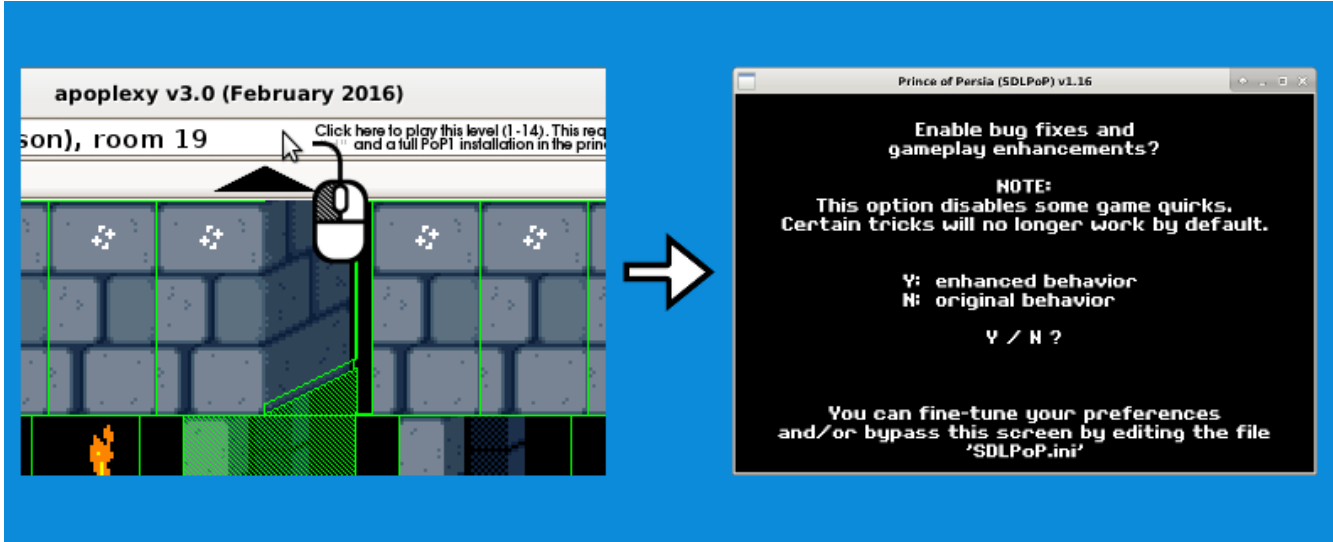 apoplexy v3.0 (February 2016)
son), room 19
Click here to play this level (1-14). This req
and a full PoP1 installation in the prin
Prince of Persia (SDLPoP) v1.16
Enable bug fixes and
gameplay enhancements?
NOTE:
This option disables some game quirks.
Certain tricks will no longer work by default.
Y: enhanced behavior
N: original behavior
Y / N ?
You can fine-tune your preferences
and/or bypass this screen by editing the file
'SDLPoP.ini'